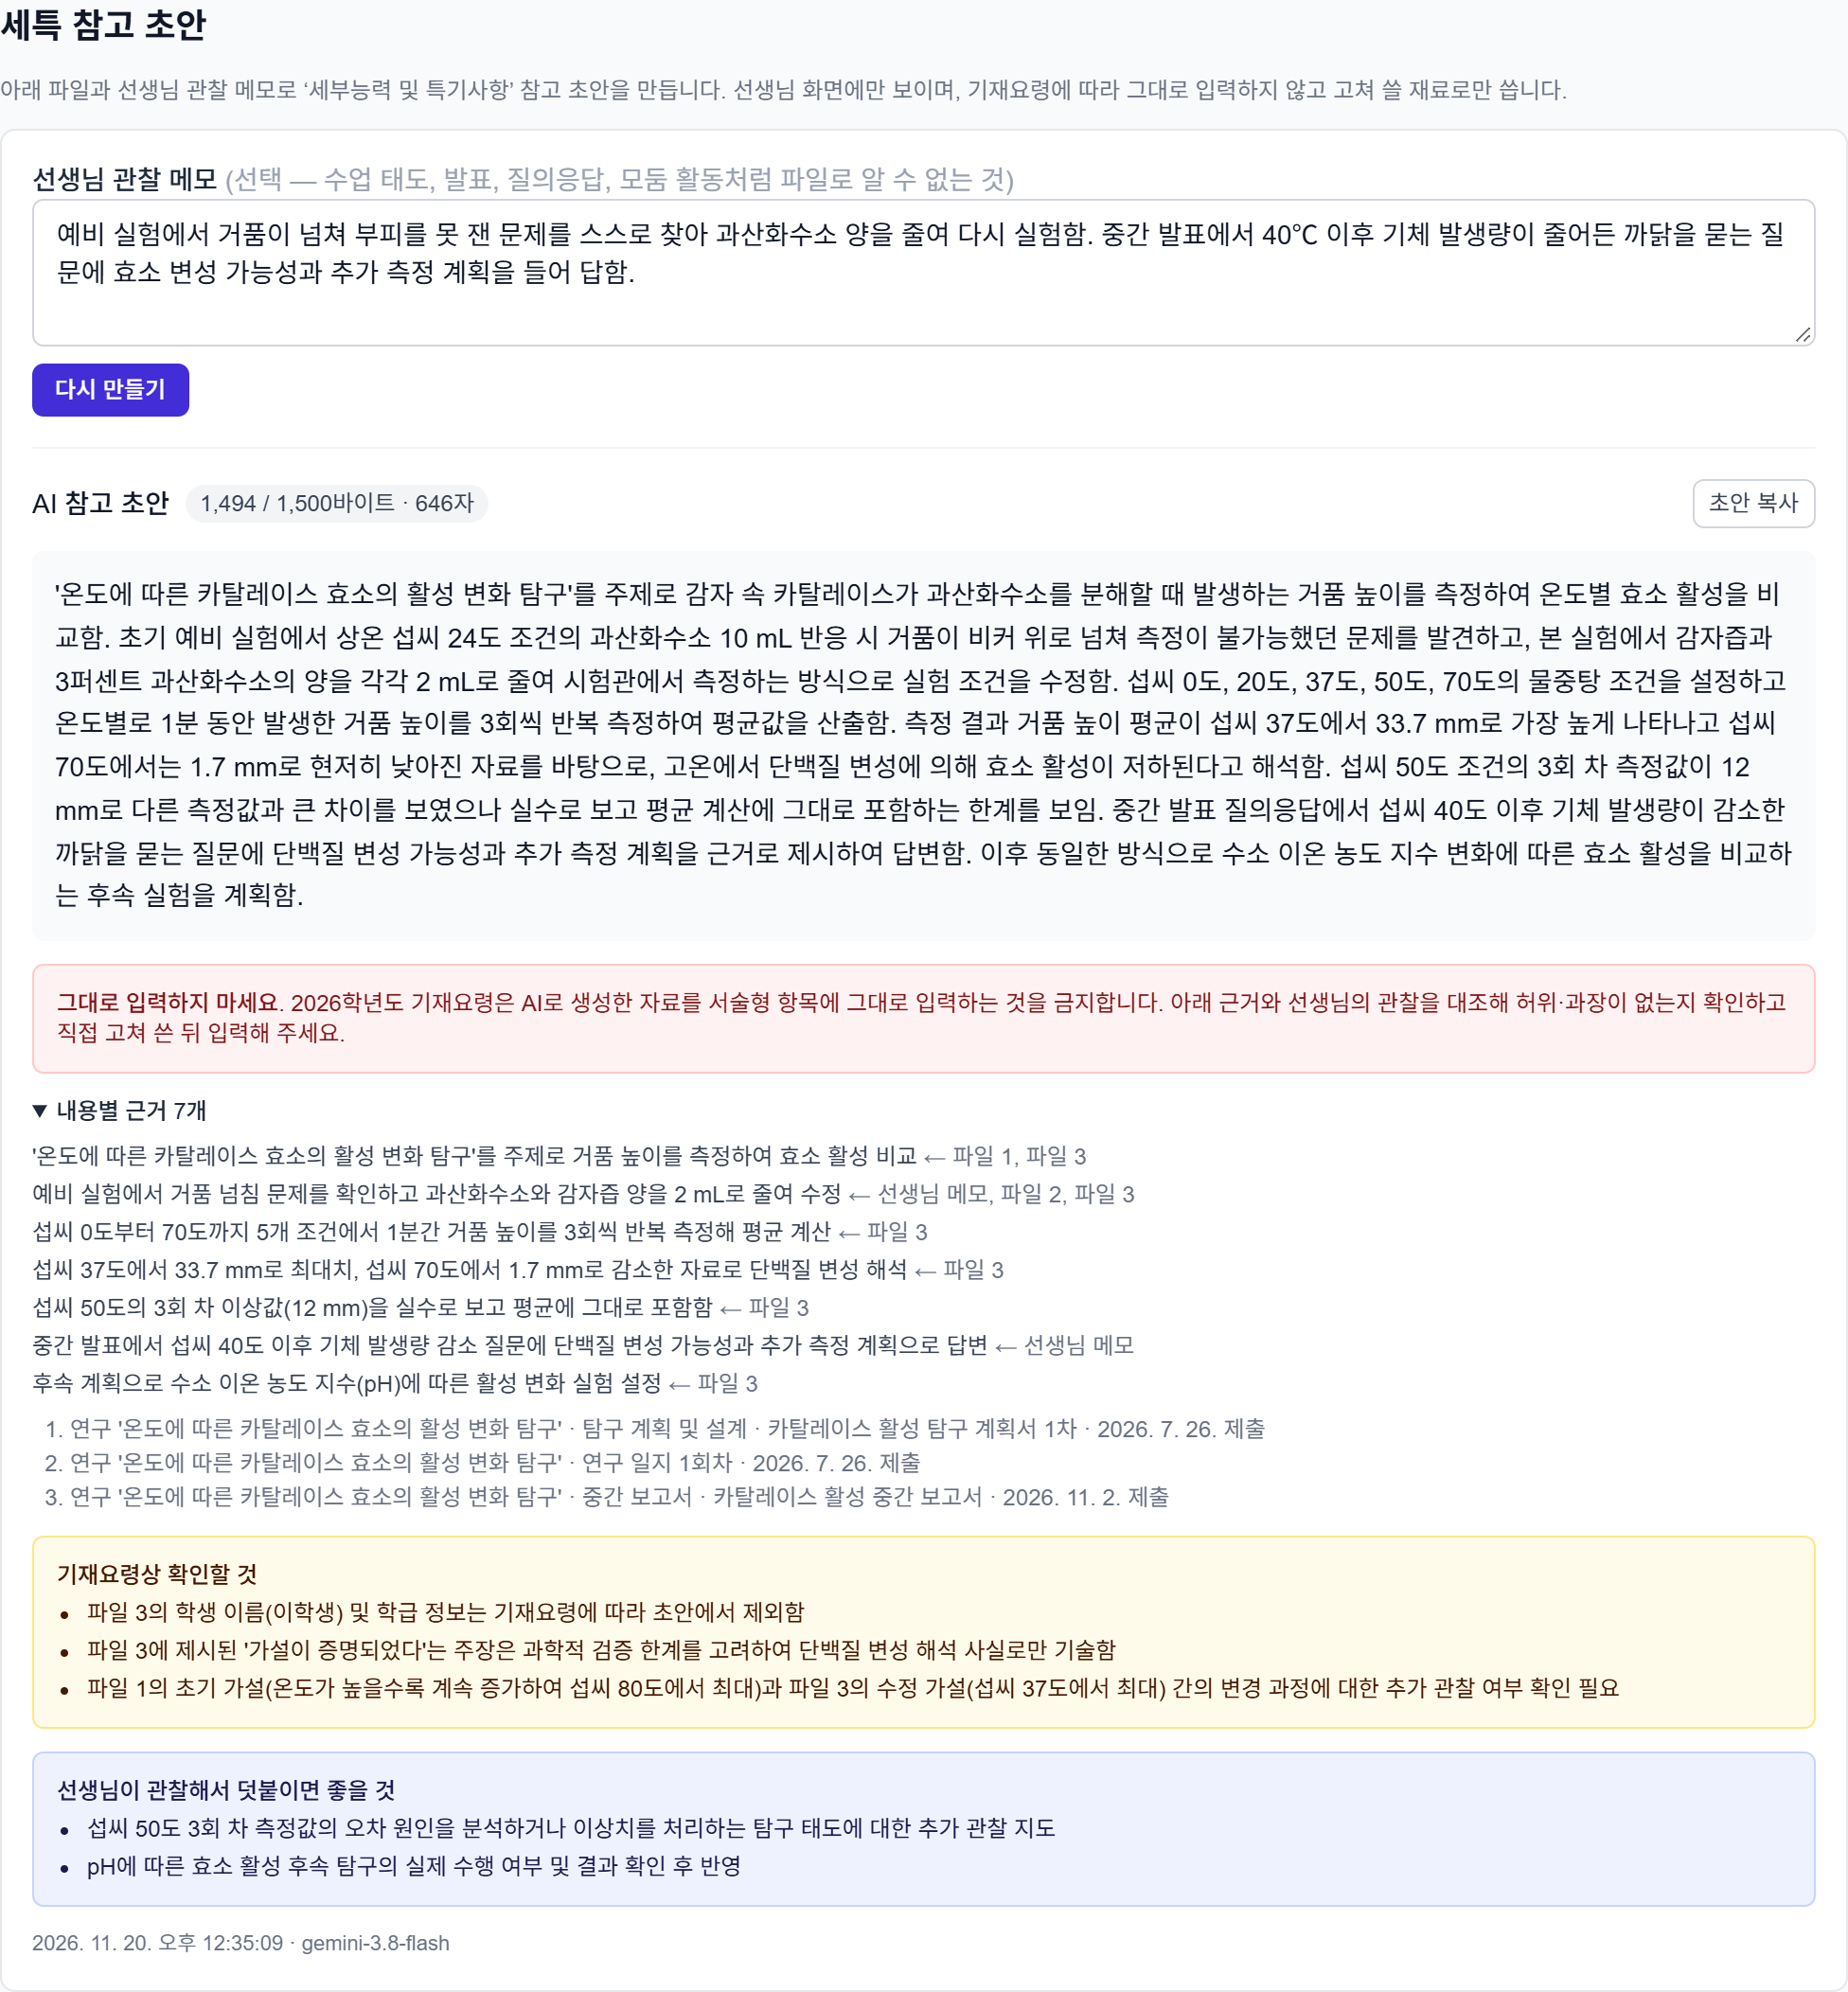 세특 참고 초안
아래 파일과 선생님 관찰 메모로 ‘세부능력 및 특기사항’ 참고 초안을 만듭니다. 선생님 화면에만 보이며, 기재요령에 따라 그대로 입력하지 않고 고쳐 쓸 재료로만 씁니다.
선생님 관찰 메모 (선택 — 수업 태도, 발표, 질의응답, 모둠 활동처럼 파일로 알 수 없는 것)
예비 실험에서 거품이 넘쳐 부피를 못 잰 문제를 스스로 찾아 과산화수소 양을 줄여 다시 실험함. 중간 발표에서 40℃ 이후 기체 발생량이 줄어든 까닭을 묻는 질
문에 효소 변성 가능성과 추가 측정 계획을 들어 답함.
다시 만들기
AI 참고 초안 1,494 / 1,500바이트 · 646자
초안 복사
'온도에 따른 카탈레이스 효소의 활성 변화 탐구'를 주제로 감자 속 카탈레이스가 과산화수소를 분해할 때 발생하는 거품 높이를 측정하여 온도별 효소 활성을 비
교함. 초기 예비 실험에서 상온 섭씨 24도 조건의 과산화수소 10 mL 반응 시 거품이 비커 위로 넘쳐 측정이 불가능했던 문제를 발견하고, 본 실험에서 감자즙과
3퍼센트 과산화수소의 양을 각각 2 mL로 줄여 시험관에서 측정하는 방식으로 실험 조건을 수정함. 섭씨 0도, 20도, 37도, 50도, 70도의 물중탕 조건을 설정하고
온도별로 1분 동안 발생한 거품 높이를 3회씩 반복 측정하여 평균값을 산출함. 측정 결과 거품 높이 평균이 섭씨 37도에서 33.7 mm로 가장 높게 나타나고 섭씨
70도에서는 1.7 mm로 현저히 낮아진 자료를 바탕으로, 고온에서 단백질 변성에 의해 효소 활성이 저하된다고 해석함. 섭씨 50도 조건의 3회 차 측정값이 12
mm로 다른 측정값과 큰 차이를 보였으나 실수로 보고 평균 계산에 그대로 포함하는 한계를 보임. 중간 발표 질의응답에서 섭씨 40도 이후 기체 발생량이 감소한
까닭을 묻는 질문에 단백질 변성 가능성과 추가 측정 계획을 근거로 제시하여 답변함. 이후 동일한 방식으로 수소 이온 농도 지수 변화에 따른 효소 활성을 비교하
는 후속 실험을 계획함.
그대로 입력하지 마세요. 2026학년도 기재요령은 AI로 생성한 자료를 서술형 항목에 그대로 입력하는 것을 금지합니다. 아래 근거와 선생님의 관찰을 대조해 허위·과장이 없는지 확인하고
직접 고쳐 쓴 뒤 입력해 주세요.
▼ 내용별 근거 7개
'온도에 따른 카탈레이스 효소의 활성 변화 탐구'를 주제로 거품 높이를 측정하여 효소 활성 비교 ← 파일 1, 파일 3
예비 실험에서 거품 넘침 문제를 확인하고 과산화수소와 감자즙 양을 2 mL로 줄여 수정 ← 선생님 메모, 파일 2, 파일 3
섭씨 0도부터 70도까지 5개 조건에서 1분간 거품 높이를 3회씩 반복 측정해 평균 계산 ← 파일 3
섭씨 37도에서 33.7 mm로 최대치, 섭씨 70도에서 1.7 mm로 감소한 자료로 단백질 변성 해석 ← 파일 3
섭씨 50도의 3회 차 이상값(12 mm)을 실수로 보고 평균에 그대로 포함함 ← 파일 3
중간 발표에서 섭씨 40도 이후 기체 발생량 감소 질문에 단백질 변성 가능성과 추가 측정 계획으로 답변 ← 선생님 메모
후속 계획으로 수소 이온 농도 지수(pH)에 따른 활성 변화 실험 설정 ← 파일 3
1. 연구 '온도에 따른 카탈레이스 효소의 활성 변화 탐구' · 탐구 계획 및 설계 · 카탈레이스 활성 탐구 계획서 1차 · 2026. 7. 26. 제출
2. 연구 '온도에 따른 카탈레이스 효소의 활성 변화 탐구' · 연구 일지 1회차 · 2026. 7. 26. 제출
3. 연구 '온도에 따른 카탈레이스 효소의 활성 변화 탐구' · 중간 보고서 · 카탈레이스 활성 중간 보고서 · 2026. 11. 2. 제출
기재요령상 확인할 것
• 파일 3의 학생 이름(이학생) 및 학급 정보는 기재요령에 따라 초안에서 제외함
• 파일 3에 제시된 '가설이 증명되었다'는 주장은 과학적 검증 한계를 고려하여 단백질 변성 해석 사실로만 기술함
• 파일 1의 초기 가설(온도가 높을수록 계속 증가하여 섭씨 80도에서 최대)과 파일 3의 수정 가설(섭씨 37도에서 최대) 간의 변경 과정에 대한 추가 관찰 여부 확인 필요
선생님이 관찰해서 덧붙이면 좋을 것
• 섭씨 50도 3회 차 측정값의 오차 원인을 분석하거나 이상치를 처리하는 탐구 태도에 대한 추가 관찰 지도
• pH에 따른 효소 활성 후속 탐구의 실제 수행 여부 및 결과 확인 후 반영
2026. 11. 20. 오후 12:35:09 · gemini-3.8-flash